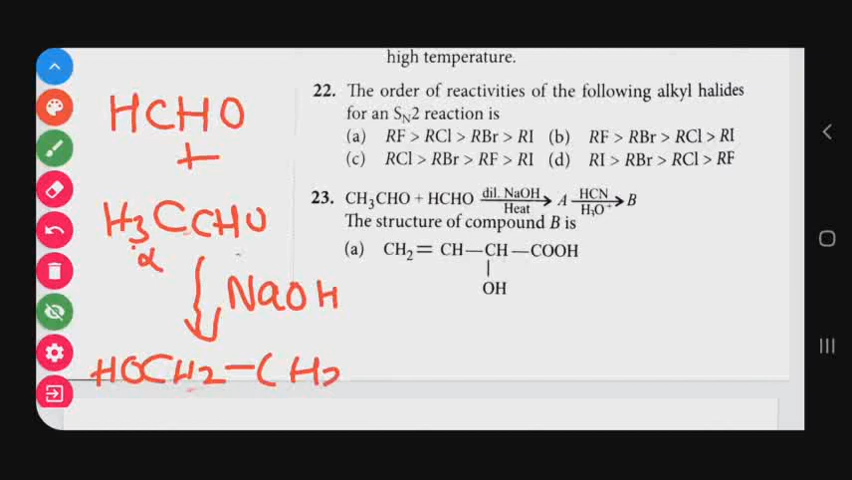 HCHO
+
H3CCHO
α
NaOH
HOCH2-CH2
high temperature.
22. The order of reactivities of the following alkyl halides
for an SN2 reaction is
(a) RF > RCl > RBr > RI (b) RF > RBr > RCl > RI
(c) RCl > RBr > RF > RI (d) RI > RBr > RCl > RF
23. CH3CHO + HCHO dil. NaOH Heat → A HCN H3O+ → B
The structure of compound B is
(a) CH2 = CH—CH—COOH
|
OH